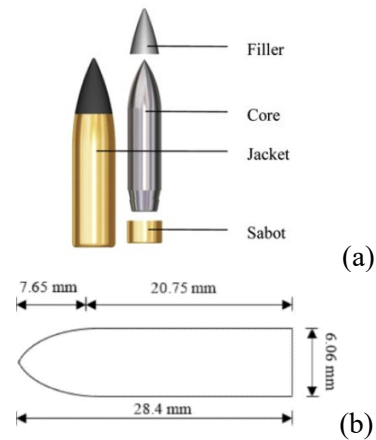 Filler
Core
Jacket
Sabot
(a)
7.65 mm
20.75 mm
6.06 mm
28.4 mm
(b)